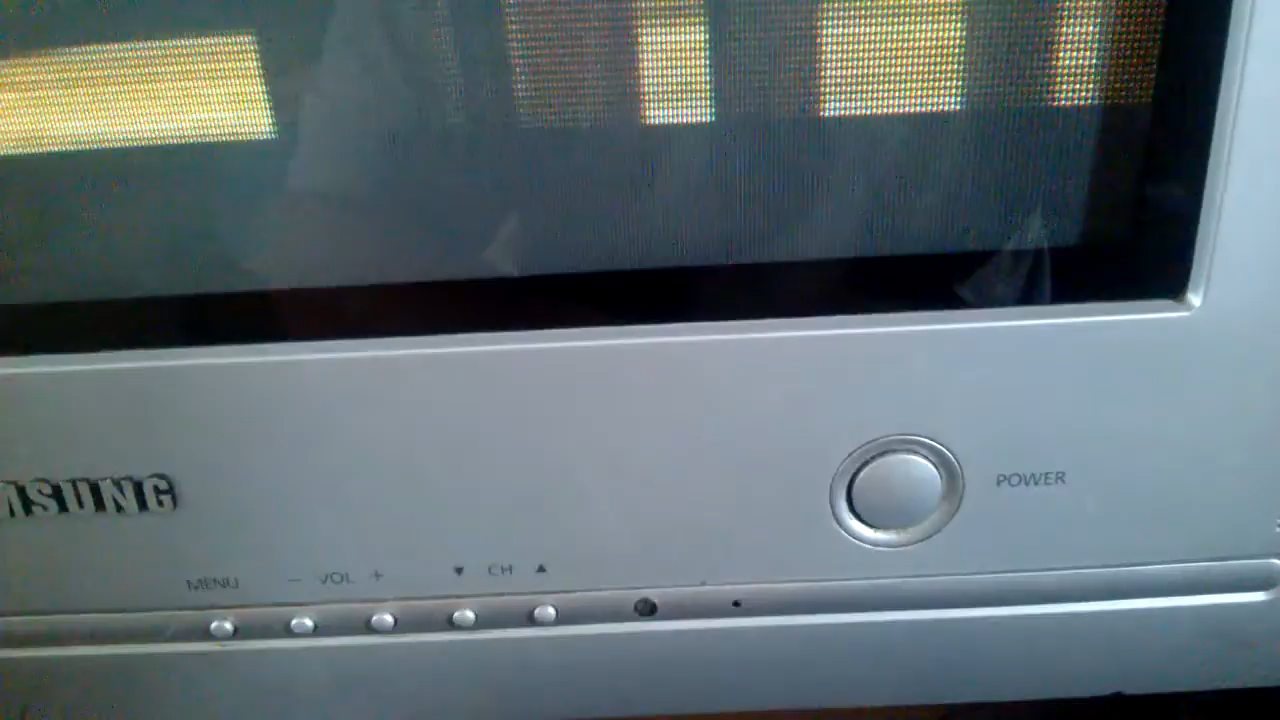 MSUNG
POWER
MENU - VOL + ▼ CH ▲